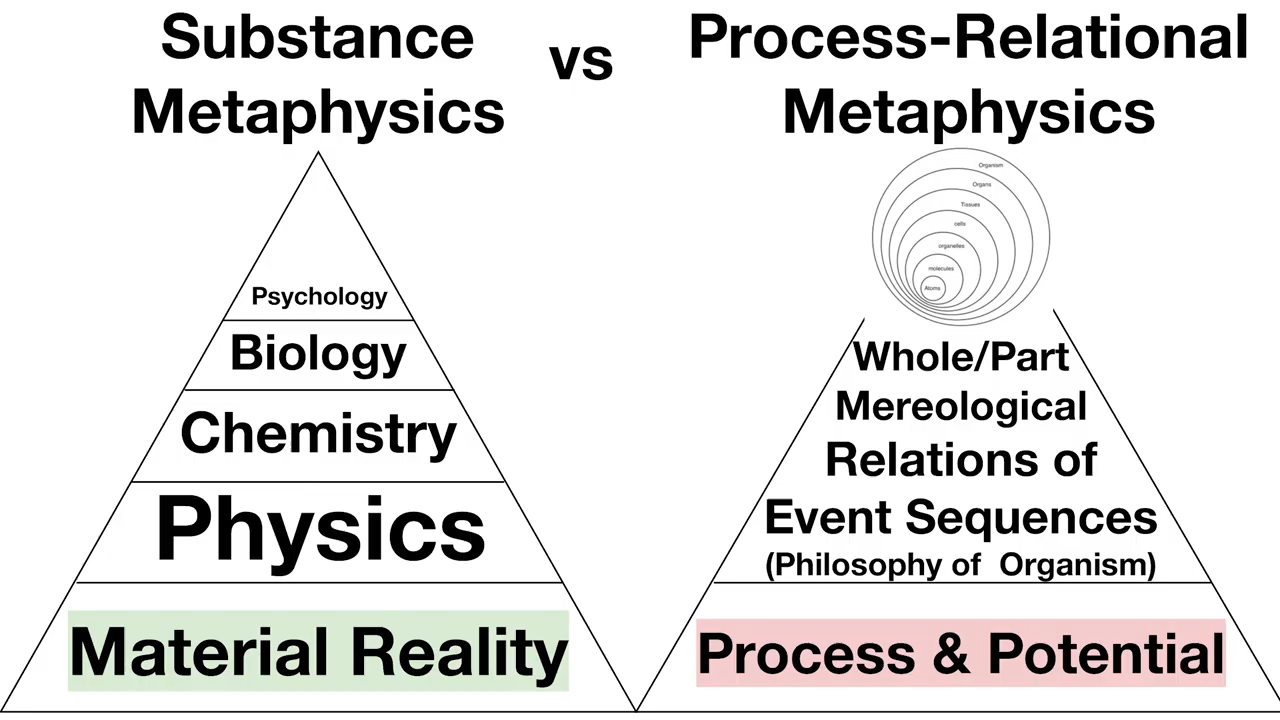 Substance
Metaphysics
vs
Process-Relational
Metaphysics
Psychology
Biology
Chemistry
Physics
Material Reality
Organism
Organs
Tissues
cells
organelles
molecules
Atoms
Whole/Part
Mereological
Relations of
Event Sequences
(Philosophy of Organism)
Process & Potential